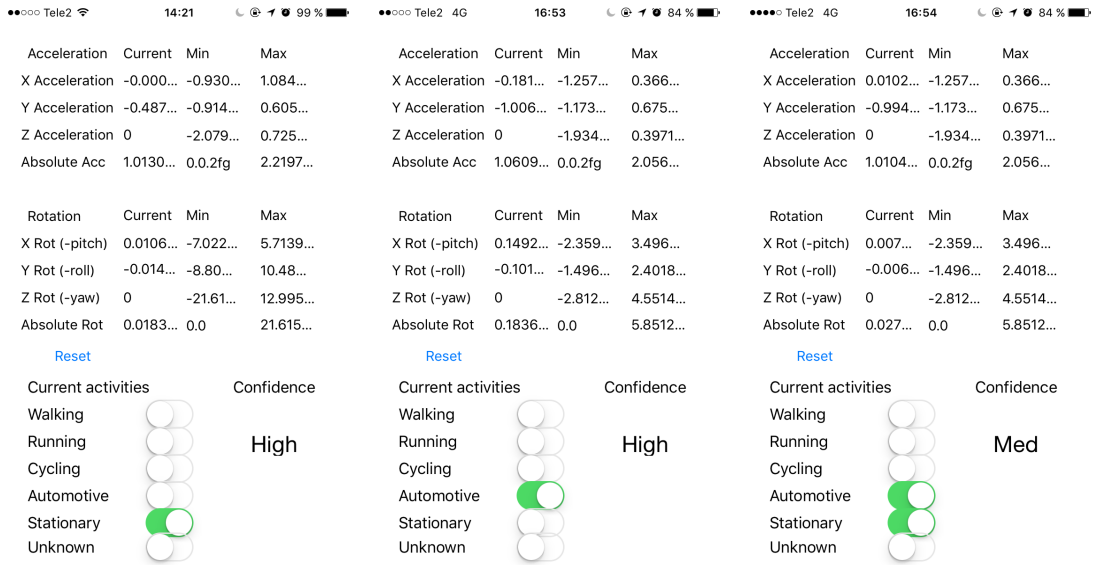 Tele2 14:21 99 %
Acceleration Current Min Max
X Acceleration -0.000... -0.930... 1.084...
Y Acceleration -0.487... -0.914... 0.605...
Z Acceleration 0 -2.079... 0.725...
Absolute Acc 1.0130... 0.0.2fg 2.2197...
Rotation Current Min Max
X Rot (-pitch) 0.0106... -7.022... 5.7139...
Y Rot (-roll) -0.014... -8.80... 10.48...
Z Rot (-yaw) 0 -21.61... 12.995...
Absolute Rot 0.0183... 0.0 21.615...
Reset
Current activities Confidence
Walking
Running High
Cycling
Automotive
Stationary
Unknown
Tele2 4G 16:53 84 %
Acceleration Current Min Max
X Acceleration -0.181... -1.257... 0.366...
Y Acceleration -1.006... -1.173... 0.675...
Z Acceleration 0 -1.934... 0.3971...
Absolute Acc 1.0609... 0.0.2fg 2.056...
Rotation Current Min Max
X Rot (-pitch) 0.1492... -2.359... 3.496...
Y Rot (-roll) -0.101... -1.496... 2.4018...
Z Rot (-yaw) 0 -2.812... 4.5514...
Absolute Rot 0.1836... 0.0 5.8512...
Reset
Current activities Confidence
Walking
Running High
Cycling
Automotive
Stationary
Unknown
Tele2 4G 16:54 84 %
Acceleration Current Min Max
X Acceleration 0.0102... -1.257... 0.366...
Y Acceleration -0.994... -1.173... 0.675...
Z Acceleration 0 -1.934... 0.3971...
Absolute Acc 1.0104... 0.0.2fg 2.056...
Rotation Current Min Max
X Rot (-pitch) 0.007... -2.359... 3.496...
Y Rot (-roll) -0.006... -1.496... 2.4018...
Z Rot (-yaw) 0 -2.812... 4.5514...
Absolute Rot 0.027... 0.0 5.8512...
Reset
Current activities Confidence
Walking
Running Med
Cycling
Automotive
Stationary
Unknown